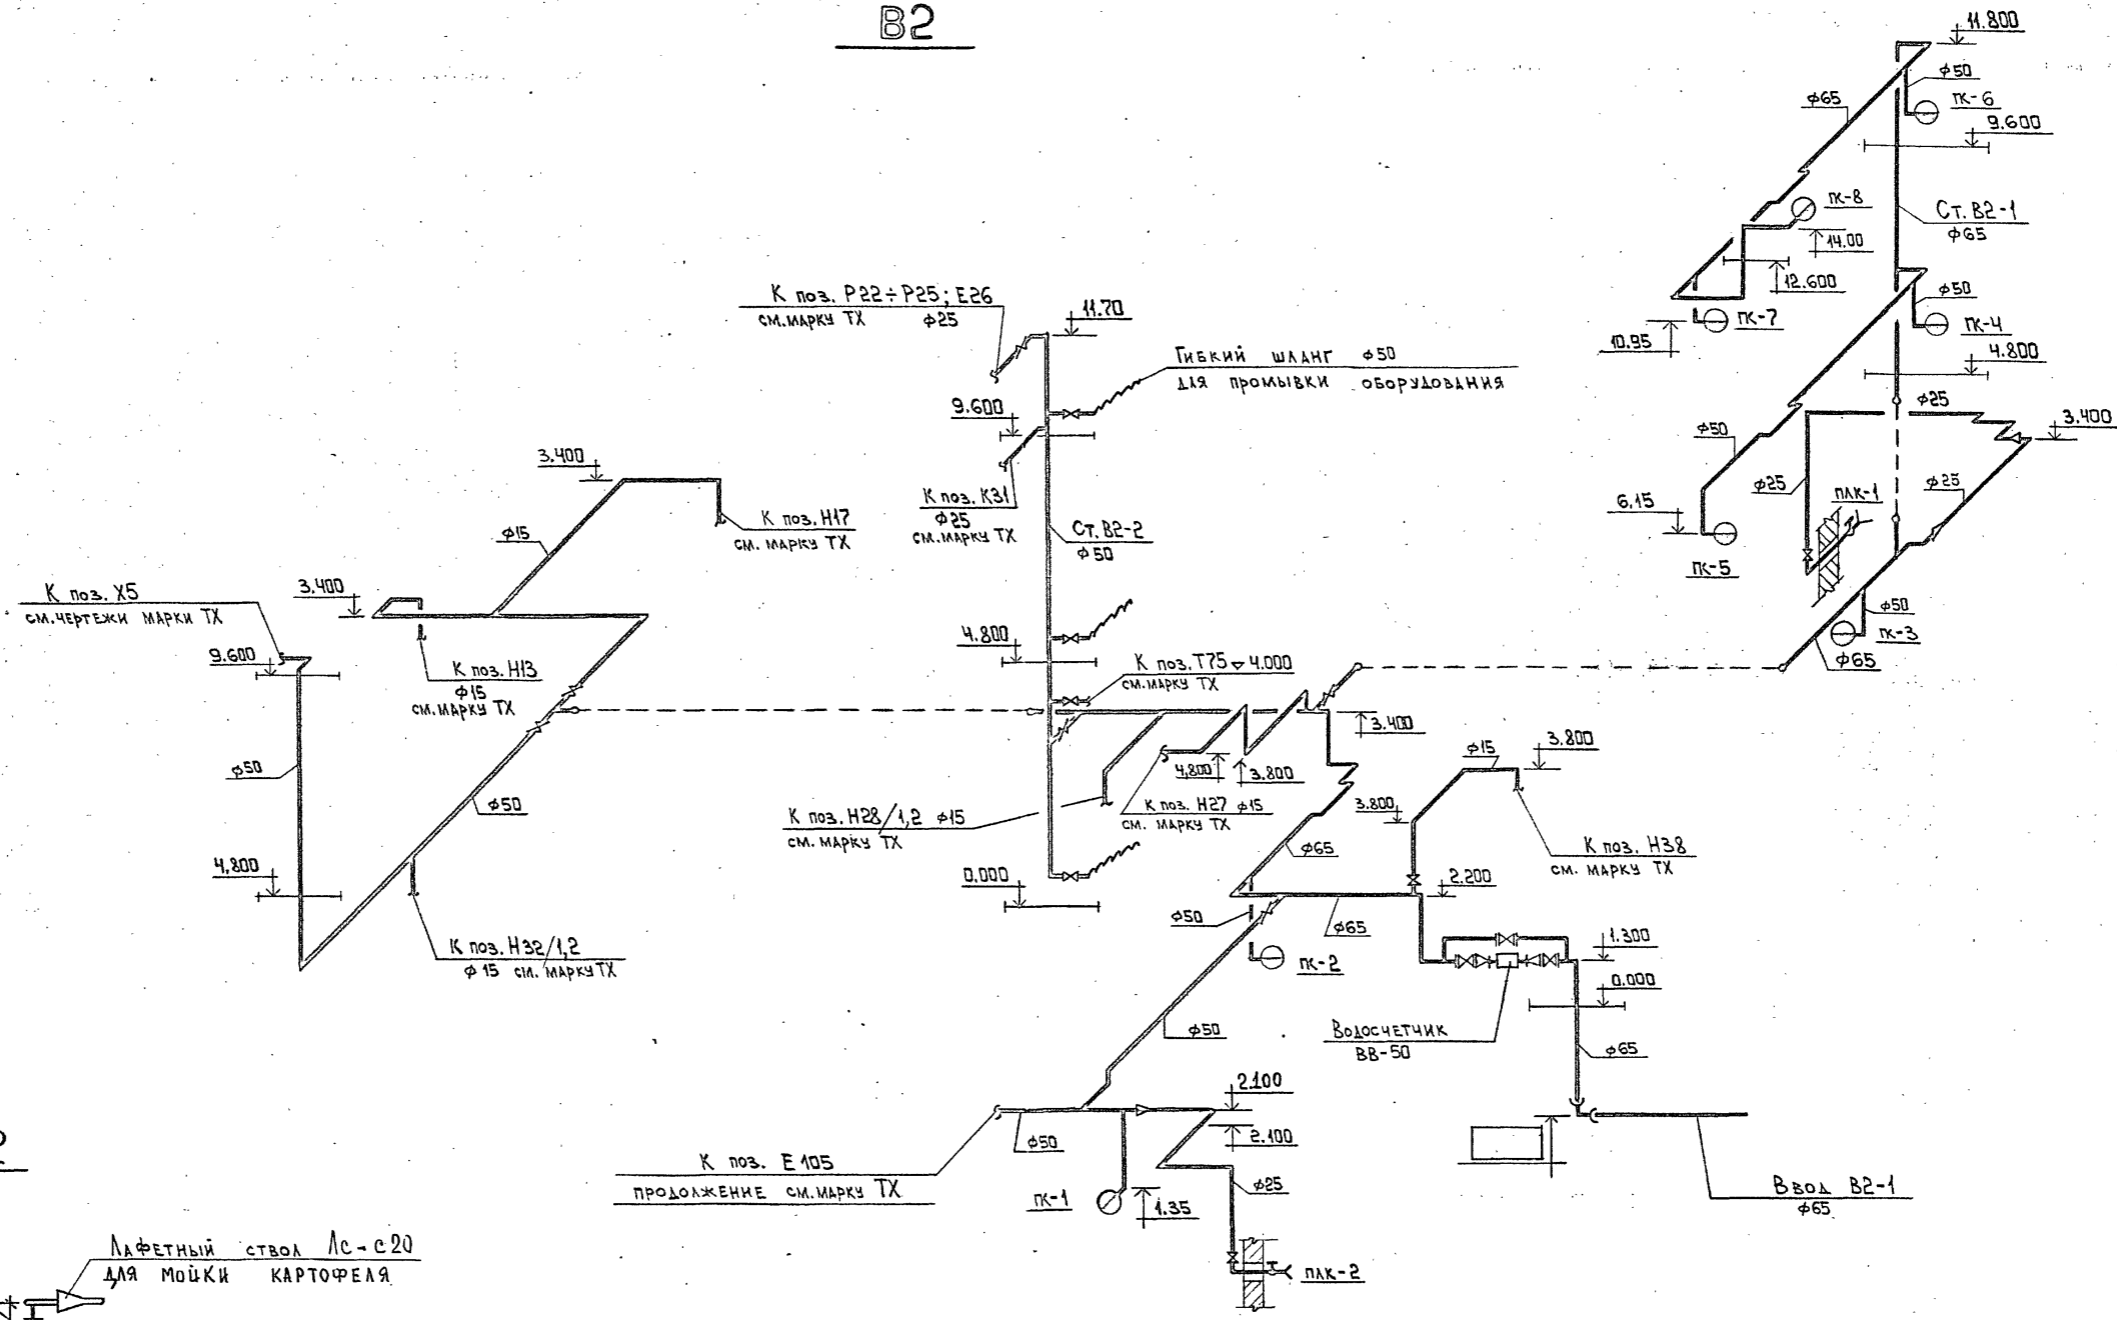 В2
11.800
ф50
ф65
ПК-6
9.600
ПК-8
Ст. В2-1
ф65
14.00
12.600
ф50
ПК-7
ПК-4
10.95
4.800
К поз. Р22÷Р25; Е26
см. марку ТХ ф25
11.70
Гибкий шланг ф50
для промывки оборудования
9.600
ф25
3.400
ф50
ф25
ПЛК-1
ф25
6.15
ПК-5
ф50
ПК-3
ф65
3.400
К поз. Н17
см. марку ТХ
ф15
К поз. К31
ф25
см. марку ТХ
Ст. В2-2
ф50
К поз. Х5
см. чертежи марки ТХ
3.400
9.600
К поз. Н13
ф15
см. марку ТХ
4.800
К поз. Т75 4.000
см. марку ТХ
3.400
4,800
3.800
ф15
3.800
ф50
ф50
К поз. Н28/1,2 ф15
см. марку ТХ
К поз. Н27 ф15
см. марку ТХ
3.800
К поз. Н38
см. марку ТХ
ф65
4,800
0.000
2.200
ф50
ф65
К поз. Н32/1,2
ф15 см. марку ТХ
ПК-2
1.300
0.000
ф50
Водосчетчик
ВВ-50
ф65
2.100
2.100
ф50
К поз. Е105
продолжение см. марку ТХ
ПК-1
1.35
ф25
Ввод В2-1
ф65
ПЛК-2
Лафетный ствол Лс-с20
для мойки картофеля